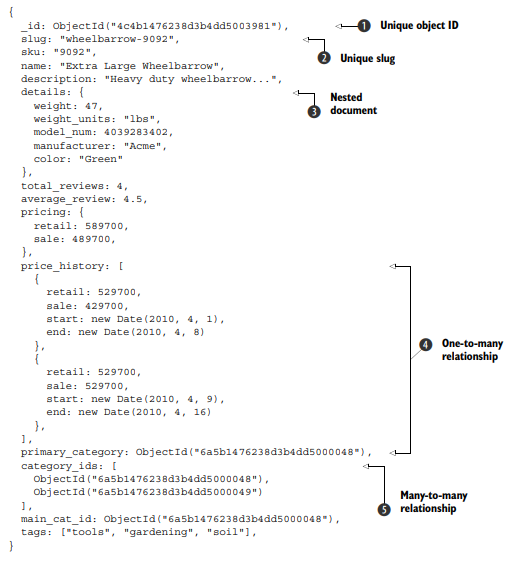 {
_id: ObjectId("4c4b1476238d3b4dd5003981"),
slug: "wheelbarrow-9092",
sku: "9092",
name: "Extra Large Wheelbarrow",
description: "Heavy duty wheelbarrow...",
details: {
weight: 47,
weight_units: "lbs",
model_num: 4039283402,
manufacturer: "Acme",
color: "Green"
},
total_reviews: 4,
average_review: 4.5,
pricing: {
retail: 589700,
sale: 489700,
},
price_history: [
{
retail: 529700,
sale: 429700,
start: new Date(2010, 4, 1),
end: new Date(2010, 4, 8)
},
{
retail: 529700,
sale: 529700,
start: new Date(2010, 4, 9),
end: new Date(2010, 4, 16)
},
],
primary_category: ObjectId("6a5b1476238d3b4dd5000048"),
category_ids: [
ObjectId("6a5b1476238d3b4dd5000048"),
ObjectId("6a5b1476238d3b4dd5000049")
],
main_cat_id: ObjectId("6a5b1476238d3b4dd5000048"),
tags: ["tools", "gardening", "soil"],
}
1 Unique object ID
2 Unique slug
3 Nested
document
4 One-to-many
relationship
5 Many-to-many
relationship